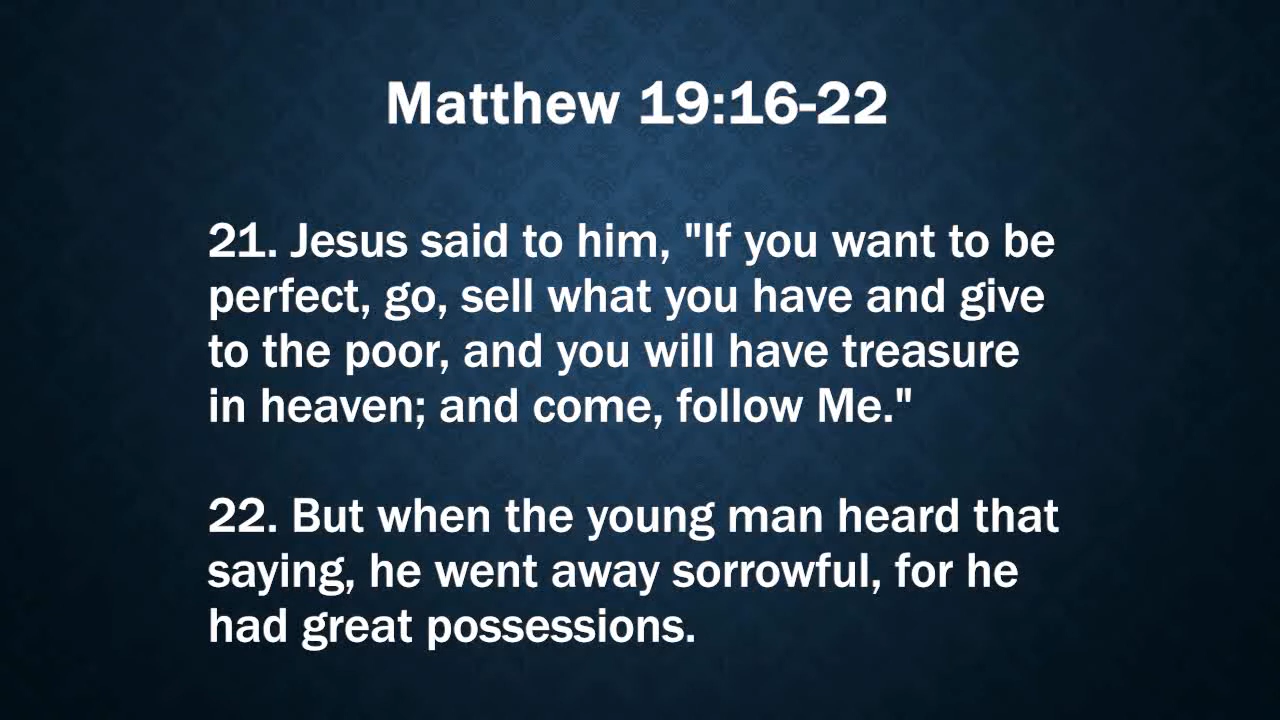 Matthew 19:16-22
21. Jesus said to him, "If you want to be
perfect, go, sell what you have and give
to the poor, and you will have treasure
in heaven; and come, follow Me."
22. But when the young man heard that
saying, he went away sorrowful, for he
had great possessions.